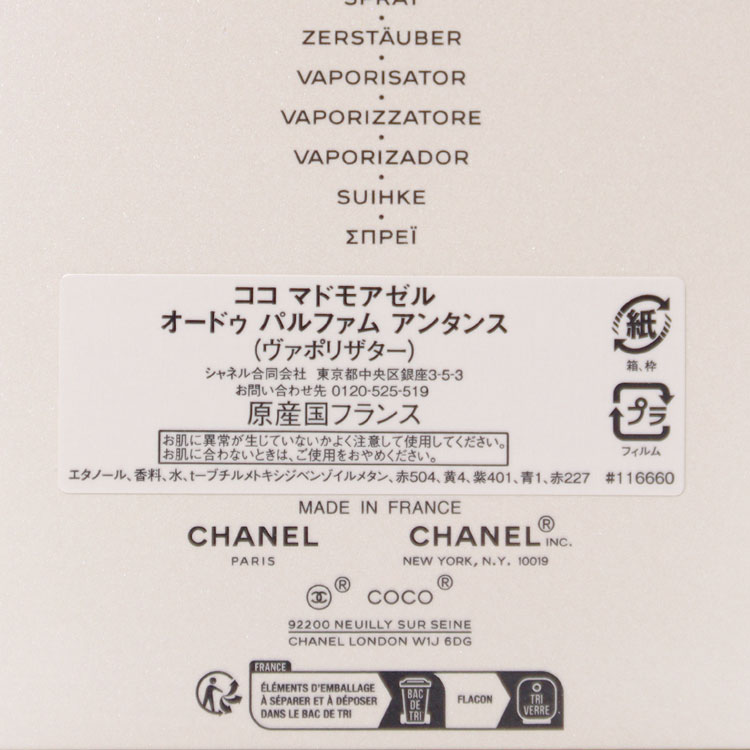 SPRAY
ZERSTÄUBER
VAPORISATOR
VAPORIZZATORE
VAPORIZADOR
SUIHKE
ΣΠΡΕΪ
ココ マドモアゼル
オードゥ パルファム アンタンス
(ヴァポリザター)
シャネル合同会社 東京都中央区銀座3-5-3
お問い合わせ先 0120-525-519
原産国フランス
お肌に異常が生じていないかよく注意して使用してください。
お肌に合わないときは、ご使用をおやめください。
エタノール、香料、水、t-ブチルメトキシジベンゾイルメタン、赤504、黄4、紫401、青1、赤227 #116660
紙
箱、枠
プラ
フィルム
MADE IN FRANCE
CHANEL CHANEL® INC.
PARIS NEW YORK, N.Y. 10019
® COCO®
92200 NEUILLY SUR SEINE
CHANEL LONDON W1J 6DG
FRANCE
ÉLÉMENTS D'EMBALLAGE
À SÉPARER ET À DÉPOSER
DANS LE BAC DE TRI
BAC
DE
TRI
FLACON
TRI
VERRE